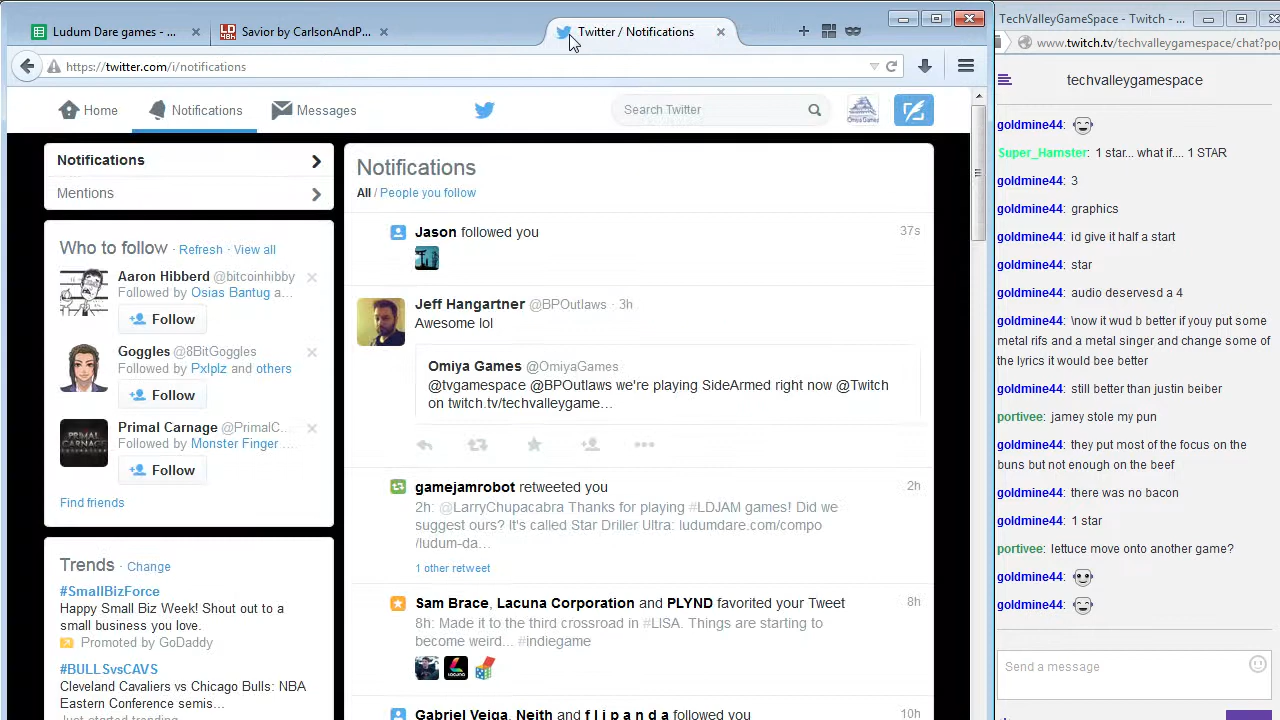 Ludum Dare games - ...
Savior by CarlsonAndP...
Twitter / Notifications
https://twitter.com/i/notifications
Home
Notifications
Messages
Search Twitter
Omiya Games
Notifications
Mentions
Who to follow · Refresh · View all
Aaron Hibberd @bitcoinhibby
Followed by Osias Bantug a...
Follow
Goggles @8BitGoggles
Followed by Pxlplz and others
Follow
Primal Carnage @PrimalC...
Followed by Monster Finger ...
Follow
Find friends
Trends · Change
#SmallBizForce
Happy Small Biz Week! Shout out to a
small business you love.
Promoted by GoDaddy
#BULLSvsCAVS
Cleveland Cavaliers vs Chicago Bulls: NBA
Eastern Conference semis...
Just started trending
Notifications
All / People you follow
Jason followed you
37s
Jeff Hangartner @BPOutlaws · 3h
Awesome lol
Omiya Games @OmiyaGames
@tvgamespace @BPOutlaws we're playing SideArmed right now @Twitch
on twitch.tv/techvalleygame...
gamejamrobot retweeted you
2h
2h: @LarryChupacabra Thanks for playing #LDJAM games! Did we
suggest ours? It's called Star Driller Ultra: ludumdare.com/compo
/ludum-da...
1 other retweet
Sam Brace, Lacuna Corporation and PLYND favorited your Tweet
8h
8h: Made it to the third crossroad in #LISA. Things are starting to
become weird... #indiegame
LACUNA
Gabriel Veiga, Neith and f l i p a n d a followed you
10h
TechValleyGameSpace - Twitch - ...
www.twitch.tv/techvalleygamespace/chat?po
techvalleygamespace
goldmine44:
Super_Hamster: 1 star... what if.... 1 STAR
goldmine44: 3
goldmine44: graphics
goldmine44: id give it half a start
goldmine44: star
goldmine44: audio deservesd a 4
goldmine44: \now it wud b better if youy put some
metal rifs and a metal singer and change some of
the lyrics it would bee better
goldmine44: still better than justin beiber
portivee: jamey stole my pun
goldmine44: they put most of the focus on the
buns but not enough on the beef
goldmine44: there was no bacon
goldmine44: 1 star
portivee: lettuce move onto another game?
goldmine44:
goldmine44:
Send a message